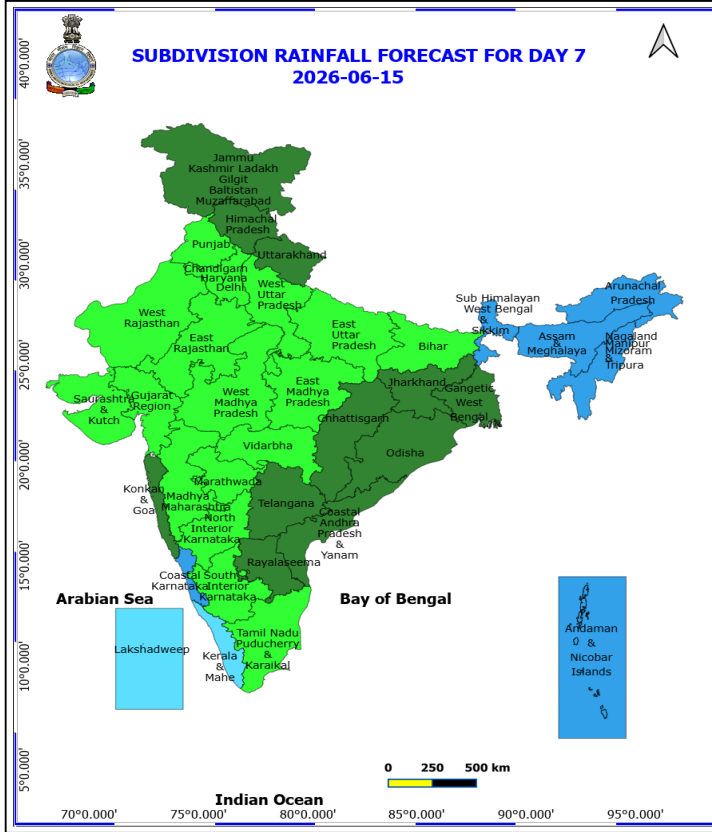 SUBDIVISION RAINFALL FORECAST FOR DAY 7
2026-06-15
40°0.000'
35°0.000'
30°0.000'
25°0.000'
20°0.000'
15°0.000'
10°0.000'
5°0.000'
Jammu
Kashmir Ladakh
Gilgit
Baltistan
Muzaffarabad
Himachal
Pradesh
Punjab
Uttarakhand
Chandigarh
Haryana
Delhi
West
Uttar
Pradesh
West
Rajasthan
East
Rajasthan
East
Uttar
Pradesh
Bihar
Sub Himalayan
West Bengal
&
Sikkim
Arunachal
Pradesh
Assam
&
Meghalaya
Nagaland
Manipur
Mizoram
&
Tripura
Saurashtra
&
Kutch
Gujarat
Region
West
Madhya
Pradesh
East
Madhya
Pradesh
Jharkhand
Gangetic
West
Bengal
Chhattisgarh
Odisha
Vidarbha
Konkan
&
Goa
Madhya
Maharashtra
Marathwada
Telangana
North
Interior
Karnataka
Coastal
Andhra
Pradesh
&
Yanam
Rayalaseema
Coastal
Karnataka
South
Interior
Karnataka
Arabian Sea
Bay of Bengal
Lakshadweep
Kerala
&
Mahe
Tamil Nadu
Puducherry
&
Karaikal
Andaman
&
Nicobar
Islands
0 250 500 km
Indian Ocean
70°0.000' 75°0.000' 80°0.000' 85°0.000' 90°0.000' 95°0.000'